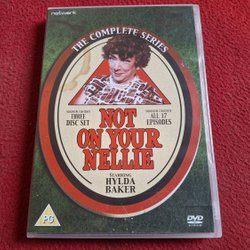 network
THE COMPLETE SERIES
THREE
DISC SET
ALL 17
EPISODES
NOT
ON YOUR
NELLIE
STARRING
HYLDA
BAKER
PG
DVD